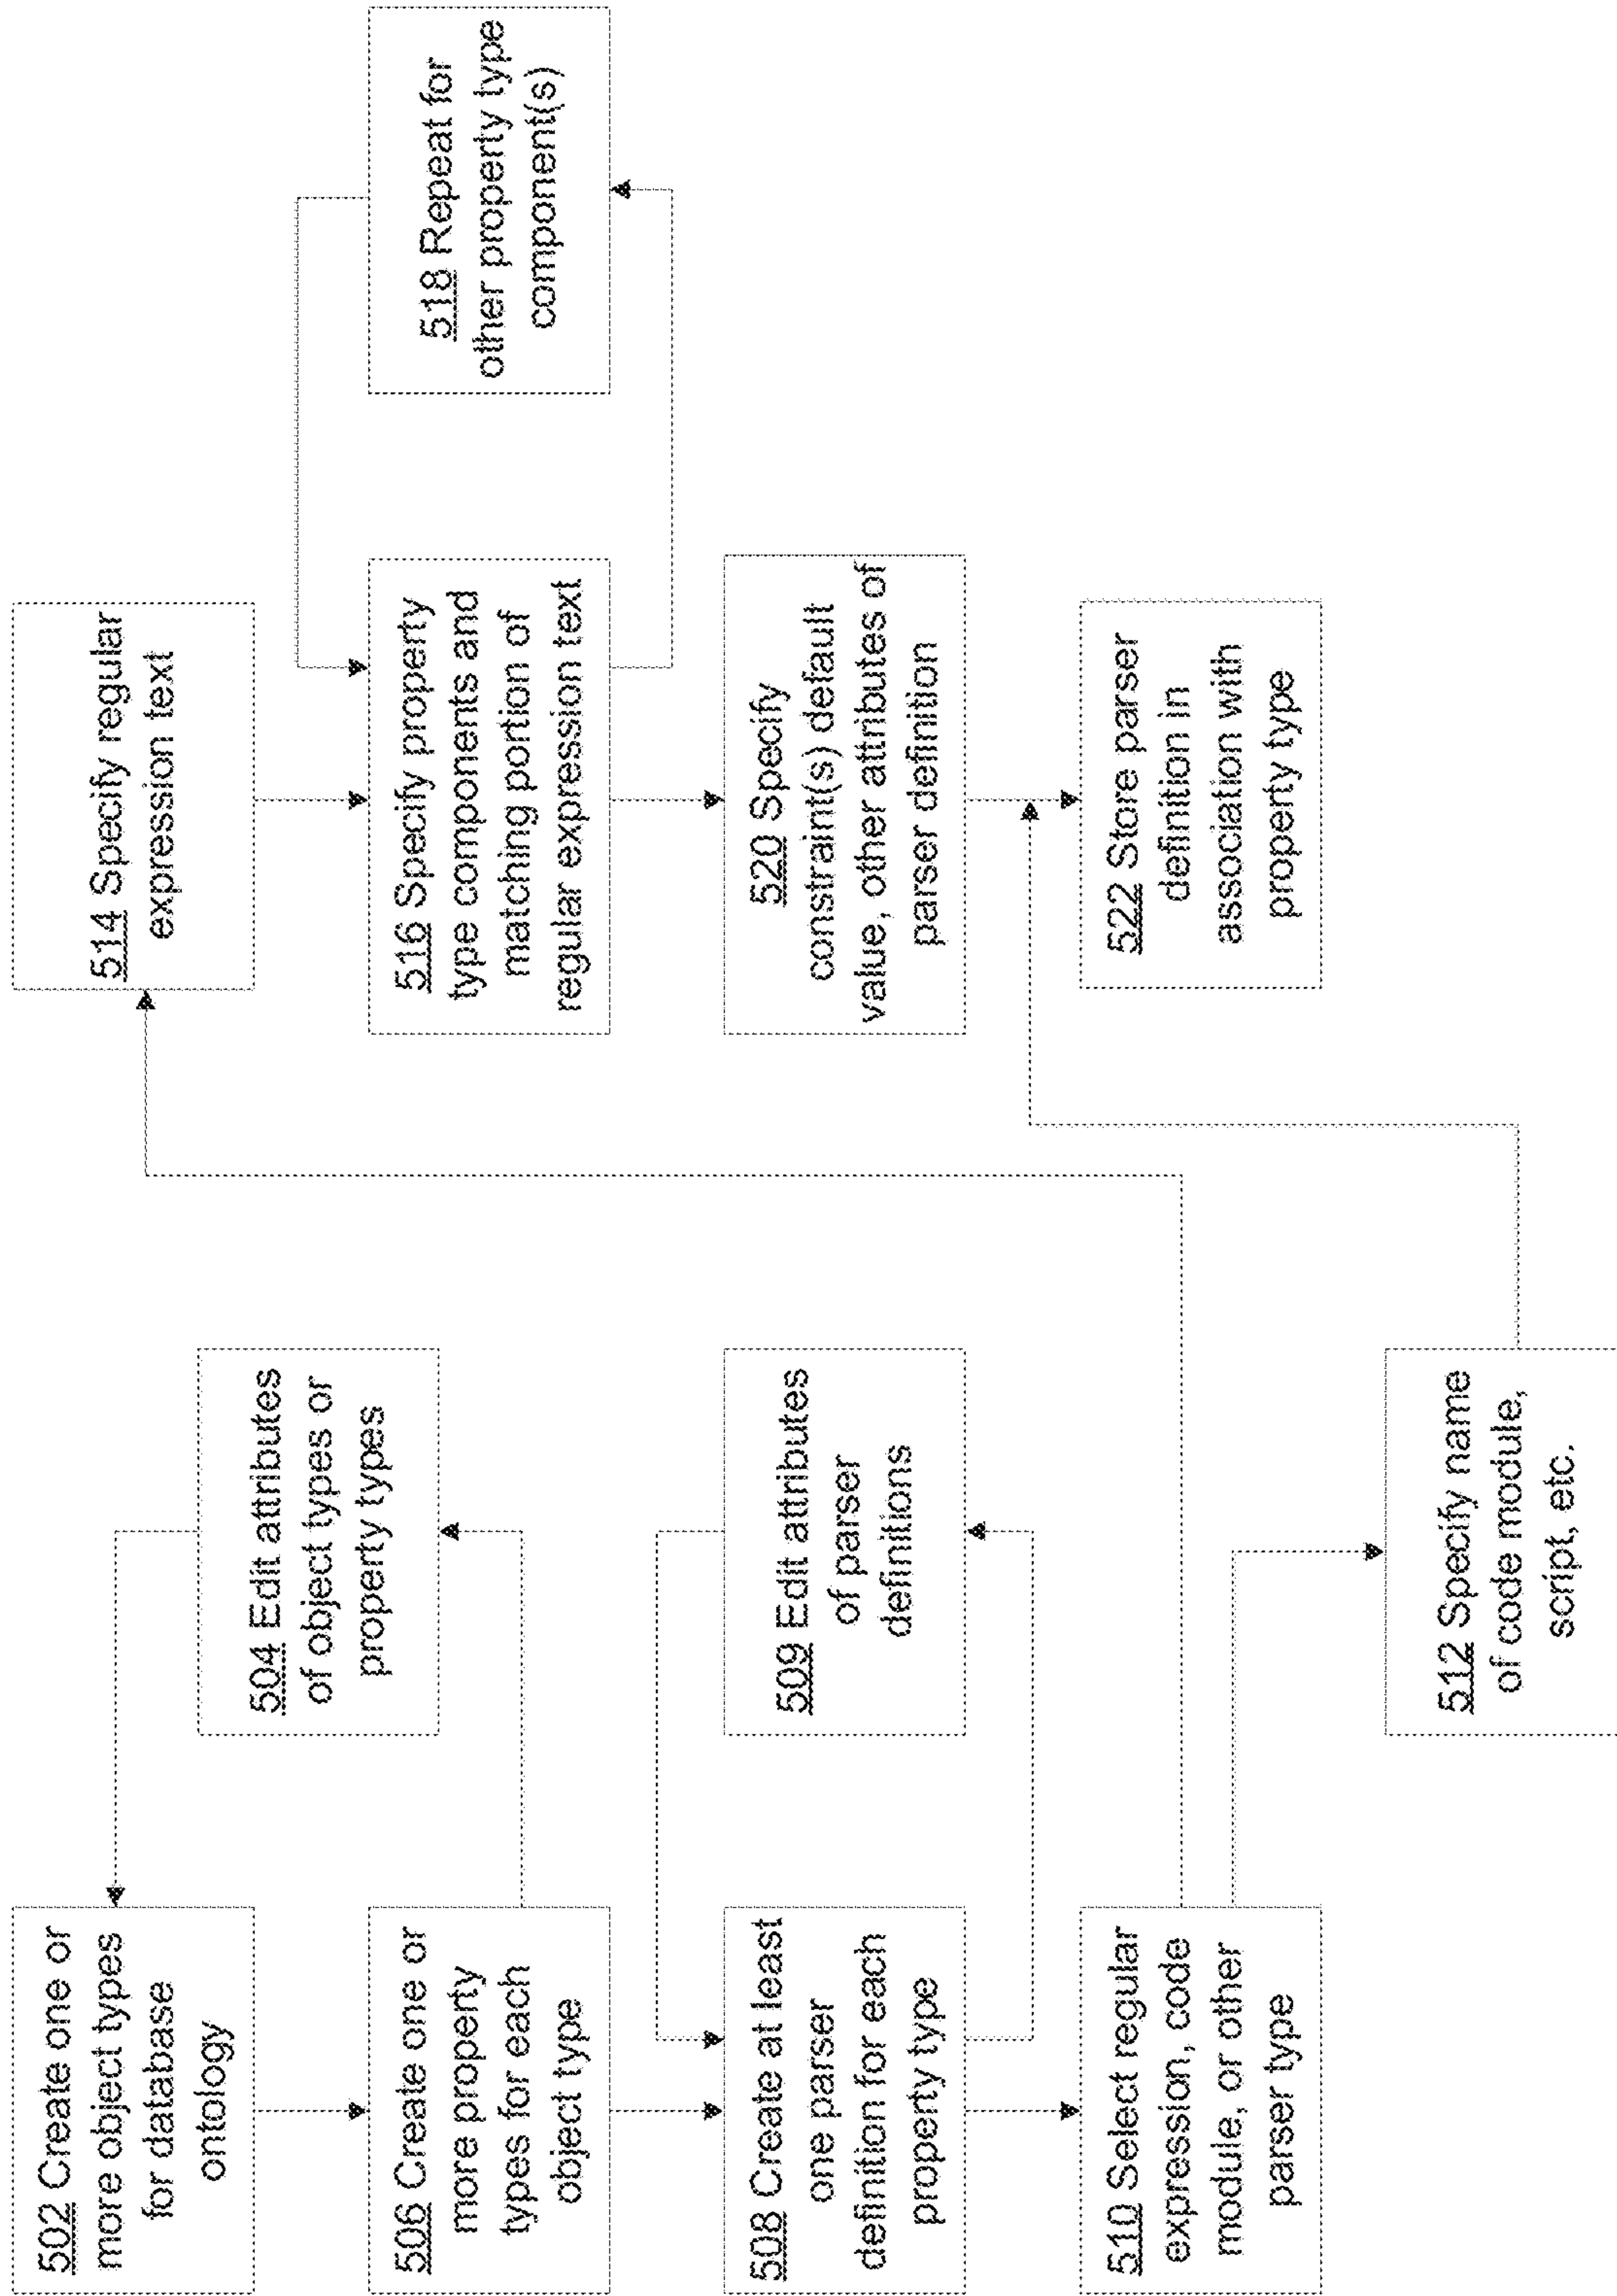 502 Create one or
more object types
for database
ontology
504 Edit attributes
of object types or
property types
506 Create one or
more property
types for each
object type
508 Create at least
one parser
definition for each
property type
509 Edit attributes
of parser
definitions
510 Select regular
expression, code
module, or other
parser type
512 Specify name
of code module,
script, etc.
514 Specify regular
expression text
516 Specify property
type components and
matching portion of
regular expression text
518 Repeat for
other property type
component(s)
520 Specify
constraint(s) default
value, other attributes of
parser definition
522 Store parser
definition in
association with
property type